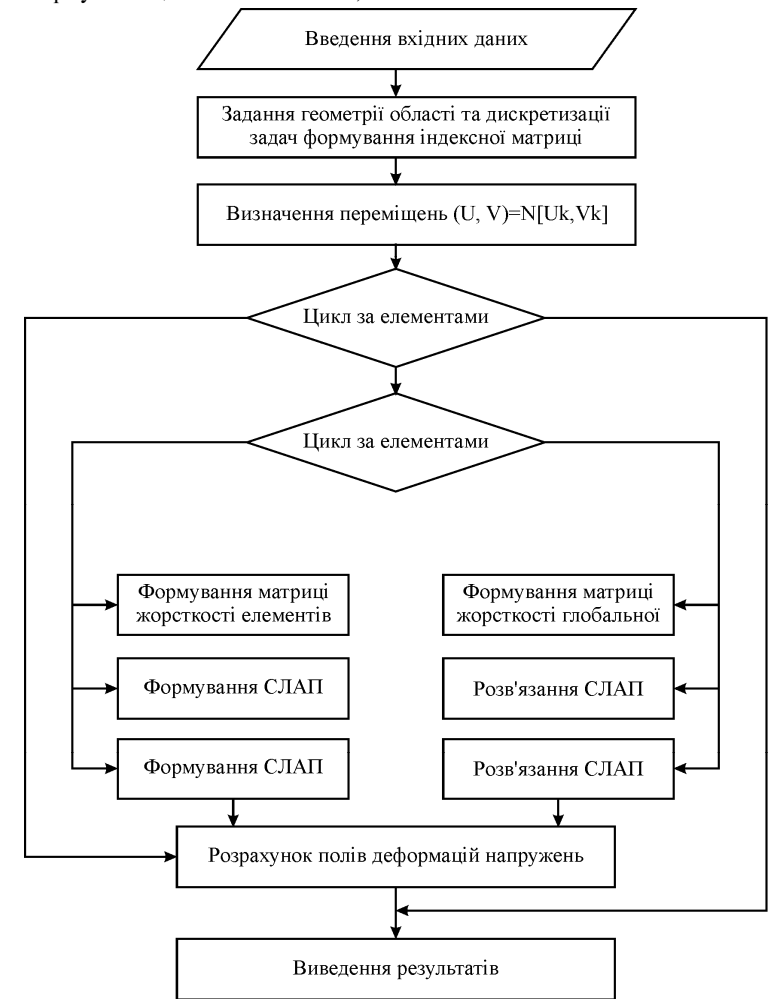 Введення вхідних даних
Задання геометрії області та дискретизації
задач формування індексної матриці
Визначення переміщень (U, V)=N[Uk,Vk]
Цикл за елементами
Цикл за елементами
Формування матриці
жорсткості елементів
Формування матриці
жорсткості глобальної
Формування СЛАП
Розв'язання СЛАП
Формування СЛАП
Розв'язання СЛАП
Розрахунок полів деформацій напружень
Виведення результатів